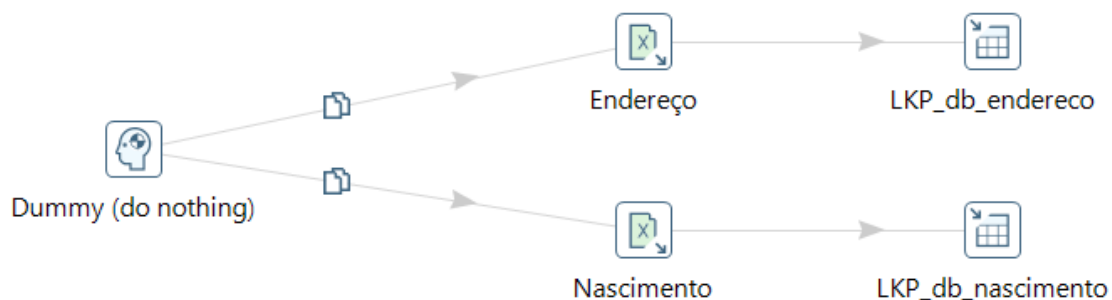 Endereço
LKP_db_endereco
Dummy (do nothing)
Nascimento
LKP_db_nascimento